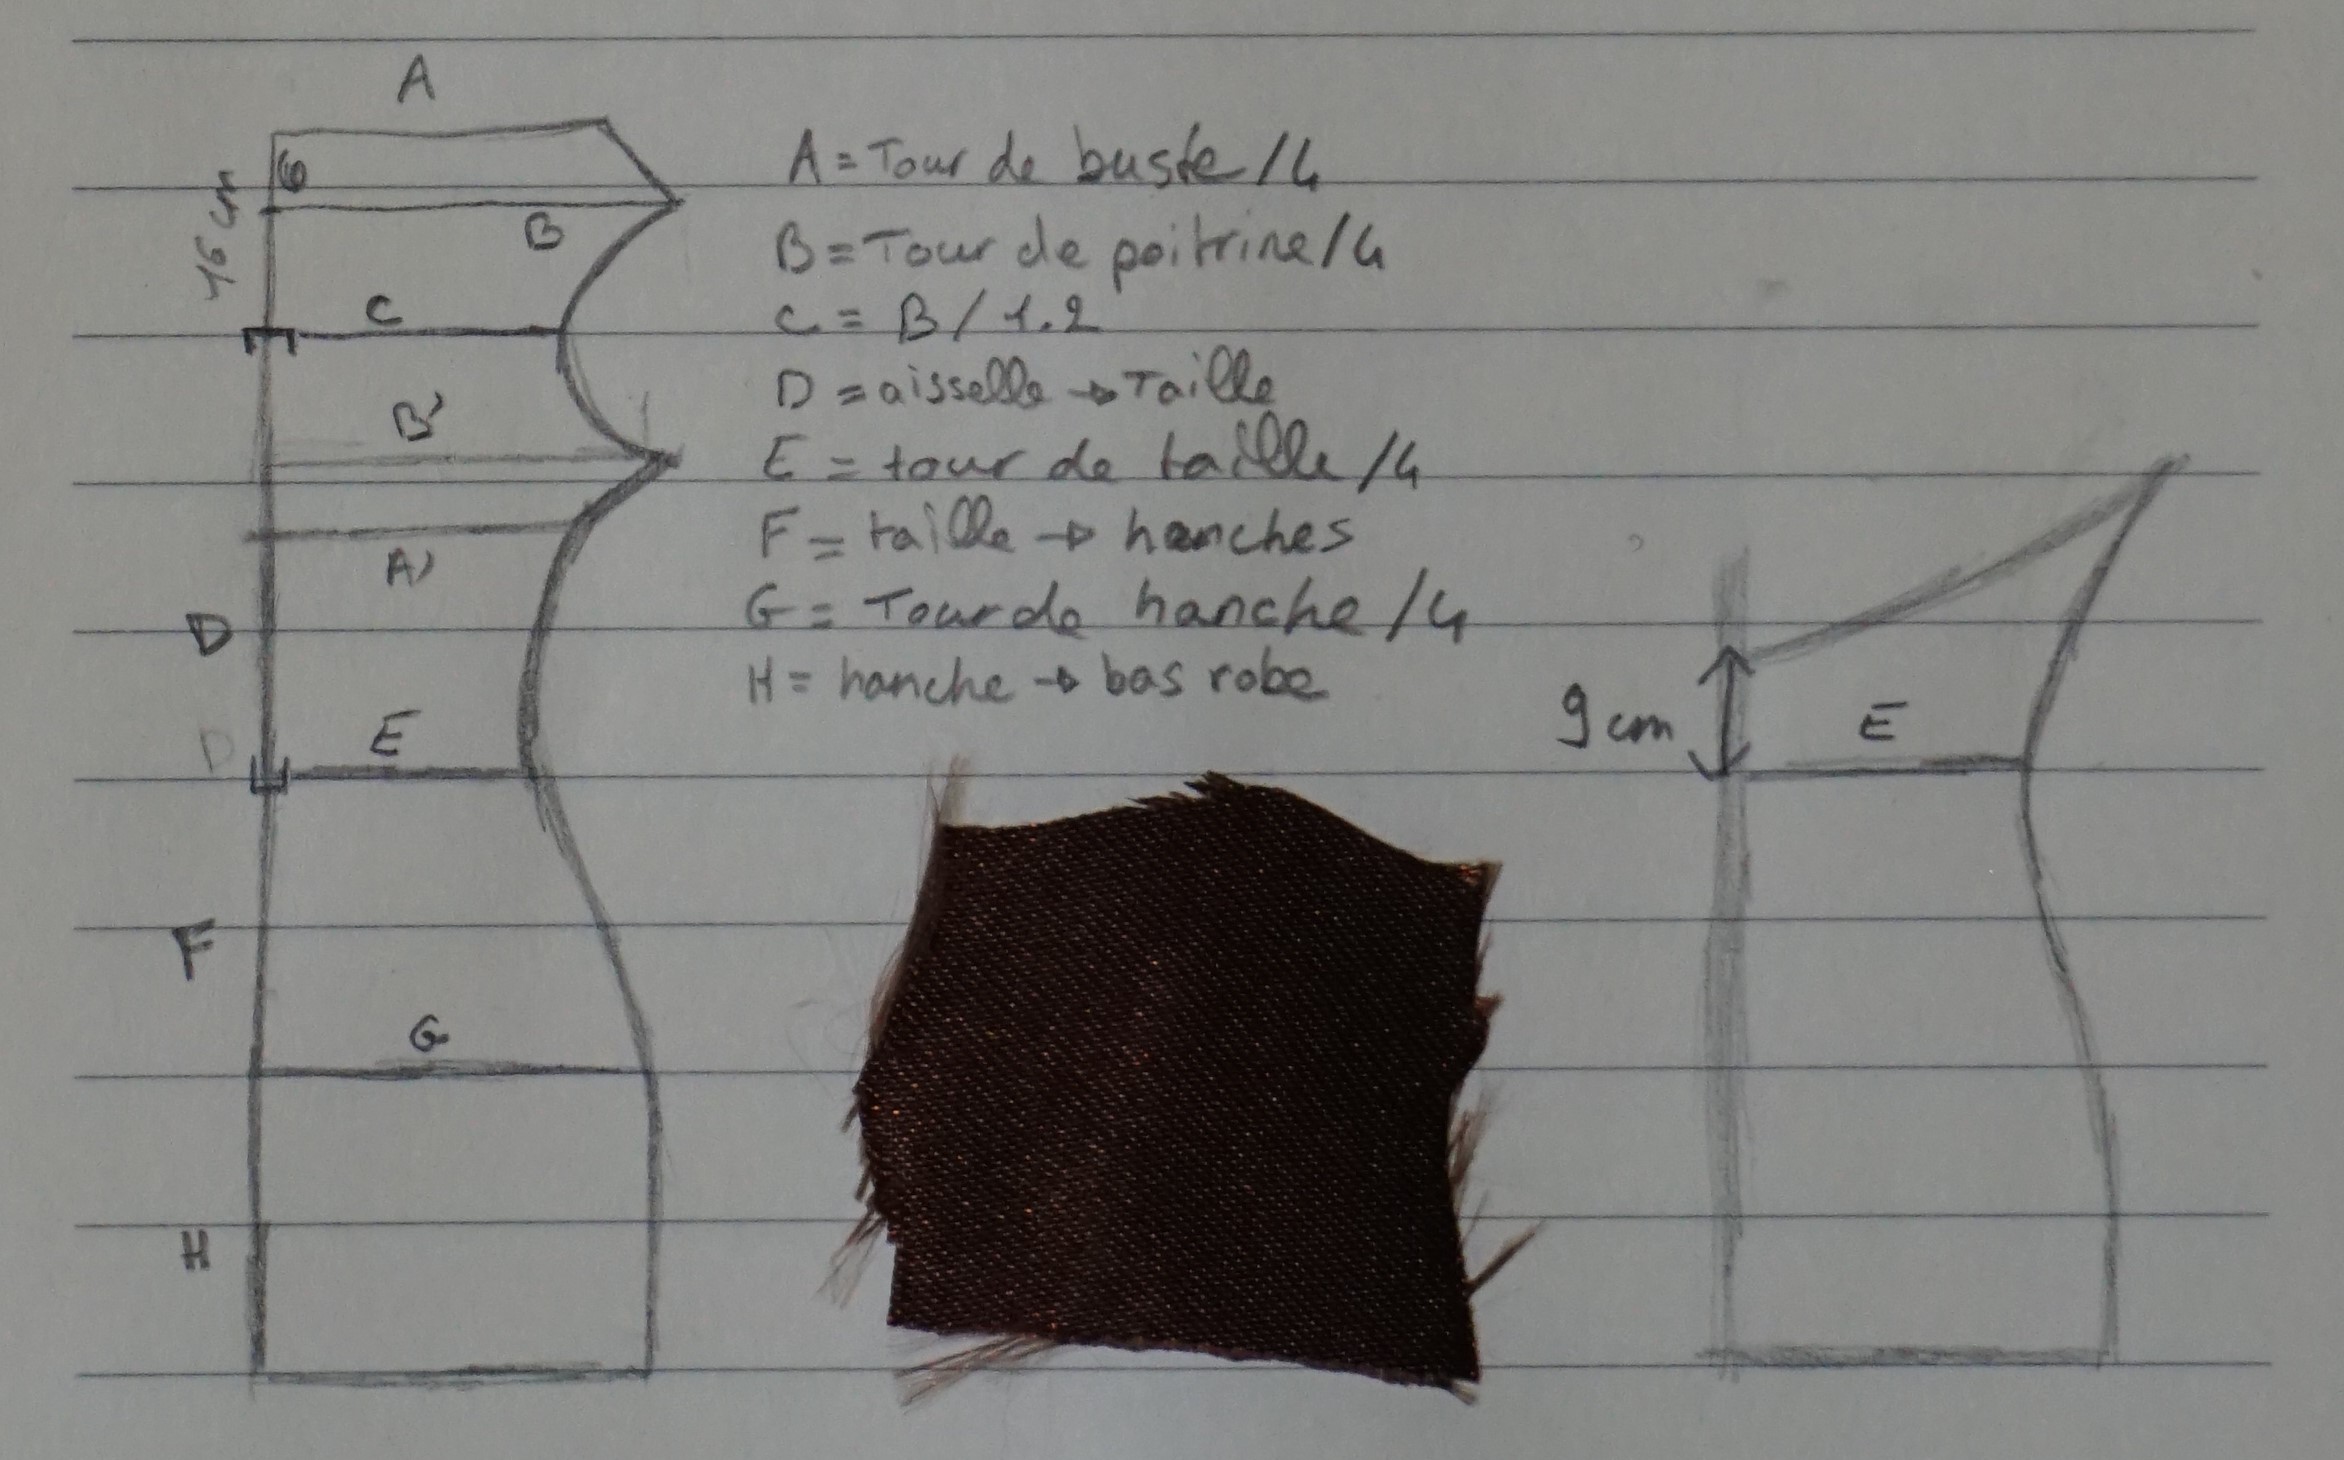 A
6
16 cm
B
C
B'
A'
D
D
E
F
G
H
A = Tour de buste / 4
B = Tour de poitrine / 4
C = B / 1.2
D = aisselle → Taille
E = tour de taille / 4
F = taille → hanches
G = Tour de hanche / 4
H = hanche → bas robe
9 cm
E